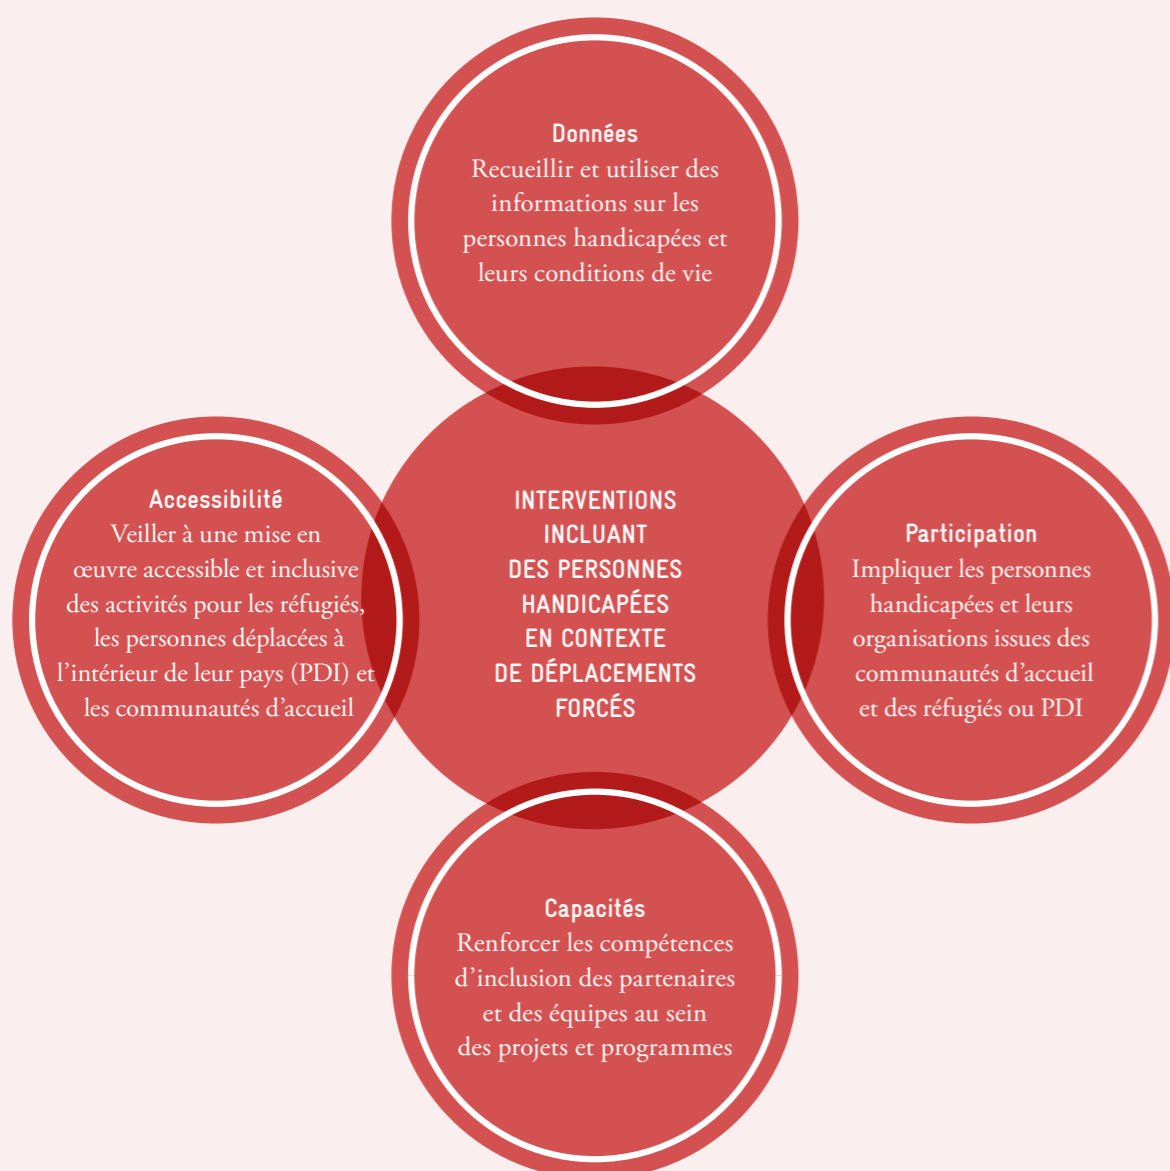 Données
Recueillir et utiliser des
informations sur les
personnes handicapées et
leurs conditions de vie
Accessibilité
Veiller à une mise en
œuvre accessible et inclusive
des activités pour les réfugiés,
les personnes déplacées à
l’intérieur de leur pays (PDI) et
les communautés d’accueil
INTERVENTIONS
INCLUANT
DES PERSONNES
HANDICAPÉES
EN CONTEXTE
DE DÉPLACEMENTS
FORCÉS
Participation
Impliquer les personnes
handicapées et leurs
organisations issues des
communautés d’accueil
et des réfugiés ou PDI
Capacités
Renforcer les compétences
d’inclusion des partenaires
et des équipes au sein
des projets et programmes